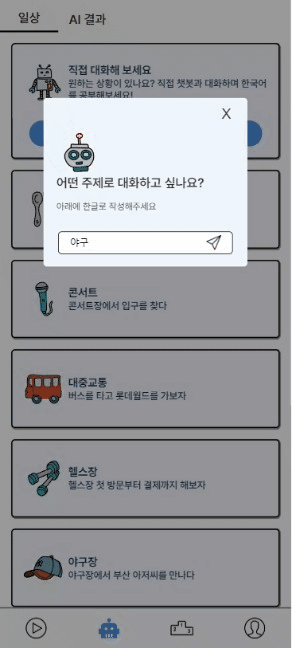 일상 AI 결과
직접 대화해 보세요
원하는 상황이 있나요? 직접 챗봇과 대화하며 한국어
를 공부해보세요!
X
어떤 주제로 대화하고 싶나요?
아래에 한글로 작성해주세요
야구
콘서트
콘서트장에서 입구를 찾다
대중교통
버스를 타고 롯데월드를 가보자
헬스장
헬스장 첫 방문부터 결제까지 해보자
야구장
야구장에서 부산 아저씨를 만나다